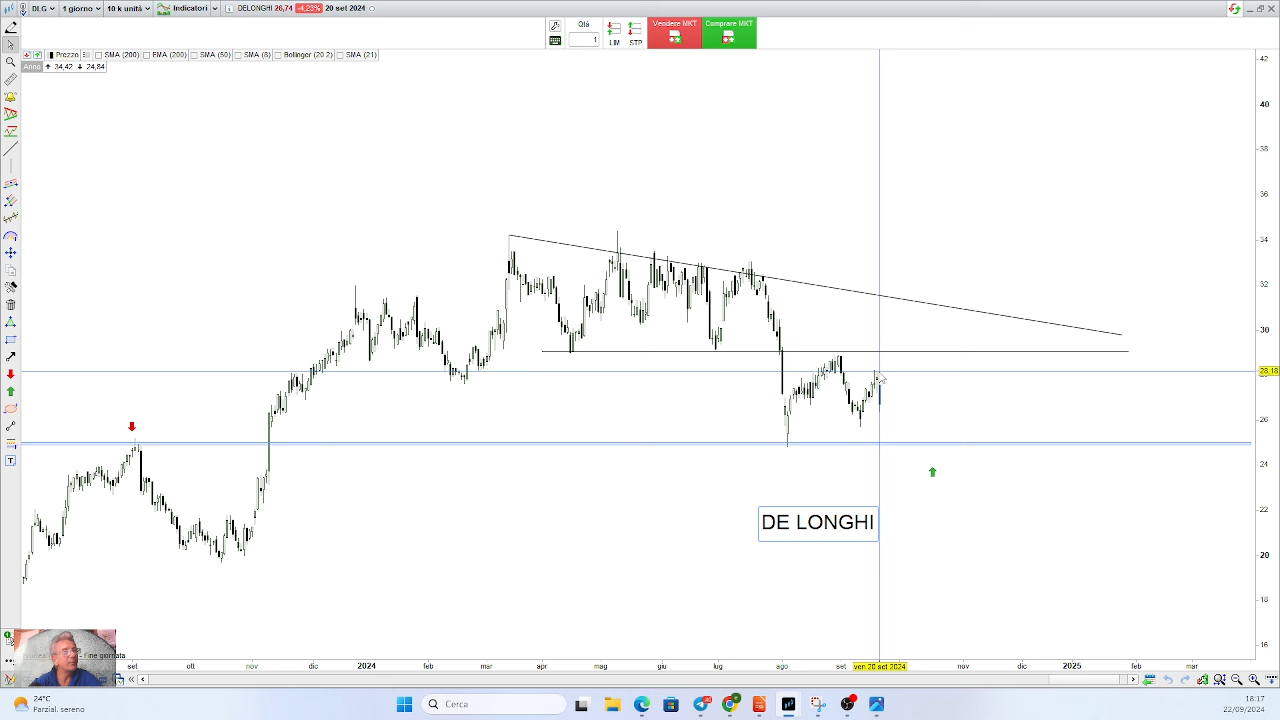 DLG 1 giorno 10 k unità Indicatori DELONGHI 26,74 -4,23% 20 set 2024
Qtà
1
LIM STP
Vendere MKT Comprare MKT
Prezzo SMA (200) EMA (200) SMA (50) SMA (8) Bollinger (20 2) SMA (21)
Anno 34,42 24,84
42
40
38
36
34
32
30
28,18
26
24
22
20
18
16
DE LONGHI
Fine giornata
set ott nov dic 2024 feb mar apr mag giu lug ago set ven 20 set 2024 nov dic 2025 feb mar
24°C
Parzial. sereno
Cerca
18:17
22/09/2024